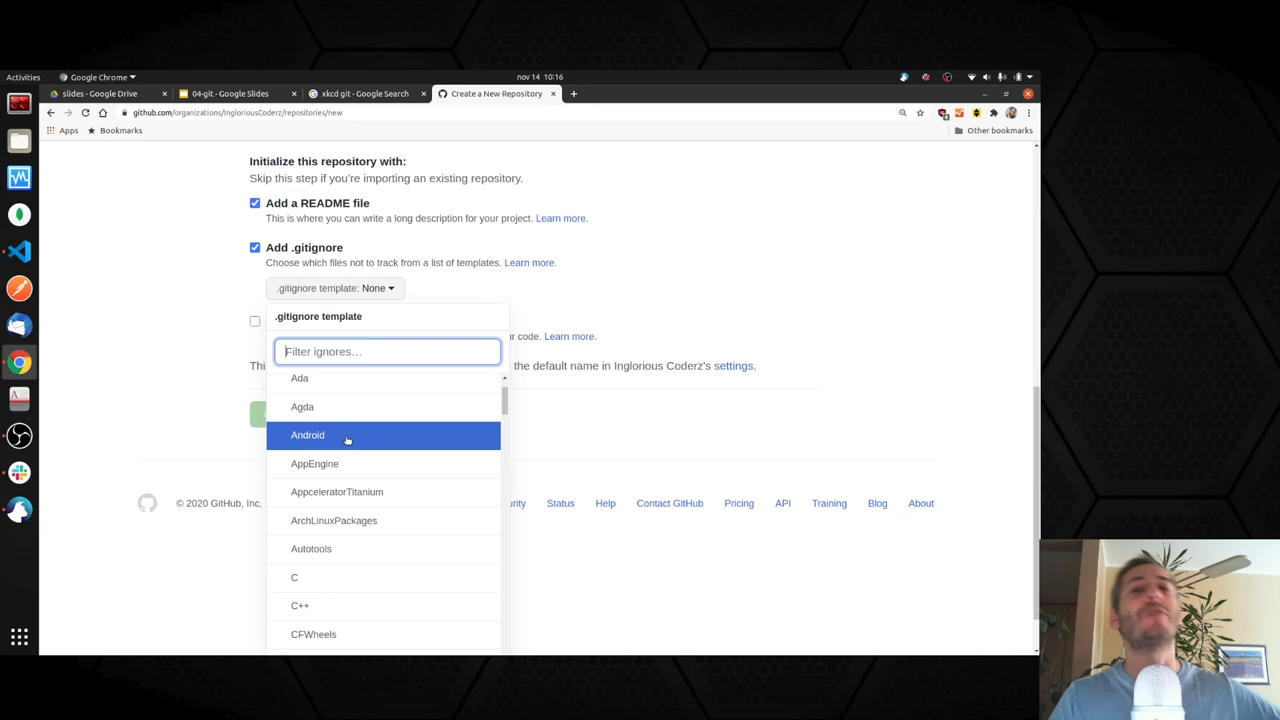 Activities
Google Chrome
nov 14 10:16
slides - Google Drive
04-git - Google Slides
xkcd git - Google Search
Create a New Repository
github.com/organizations/IngloriousCoderz/repositories/new
Apps
Bookmarks
Other bookmarks
Initialize this repository with:
Skip this step if you're importing an existing repository.
Add a README file
This is where you can write a long description for your project. Learn more.
Add .gitignore
Choose which files not to track from a list of templates. Learn more.
.gitignore template: None
.gitignore template
ur code. Learn more.
Filter ignores…
the default name in Inglorious Coderz's settings.
Ada
Agda
Android
AppEngine
AppceleratorTitanium
ArchLinuxPackages
Autotools
C
C++
CFWheels
© 2020 GitHub, Inc.
urity
Status
Help
Contact GitHub
Pricing
API
Training
Blog
About